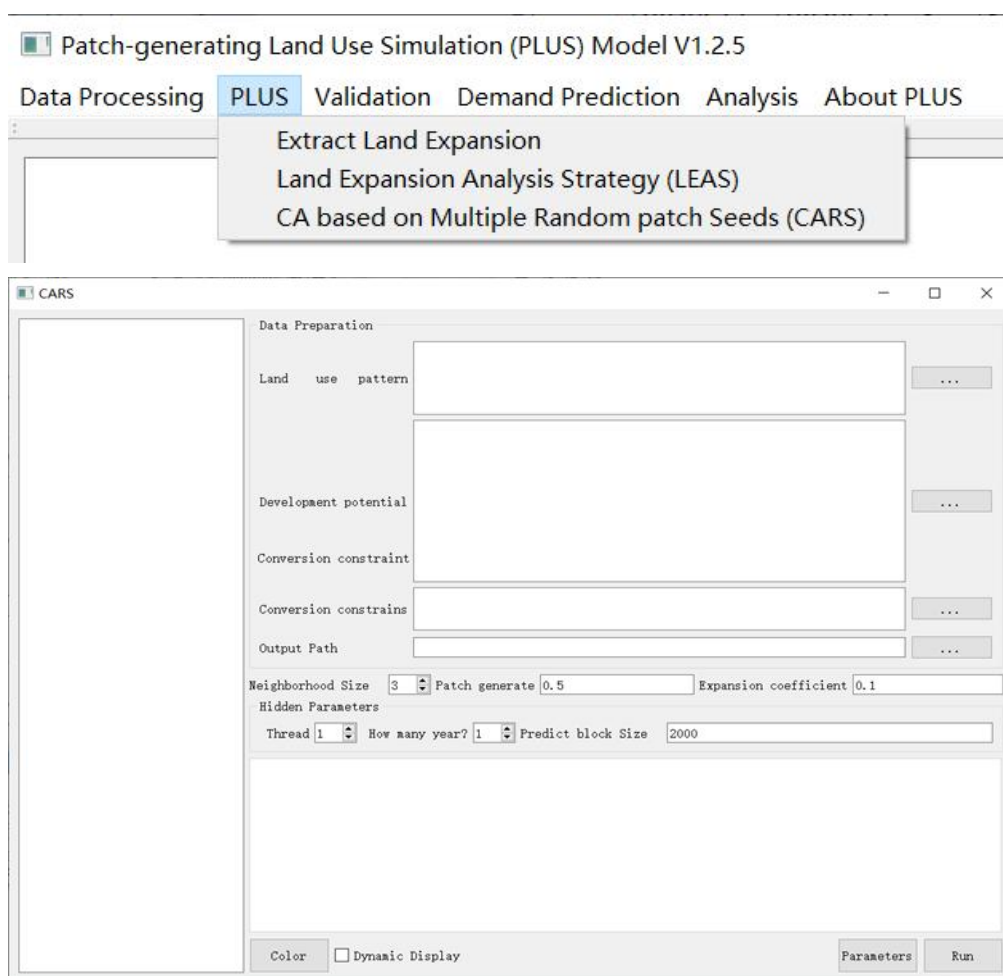 Patch-generating Land Use Simulation (PLUS) Model V1.2.5
Data Processing PLUS Validation Demand Prediction Analysis About PLUS
Extract Land Expansion
Land Expansion Analysis Strategy (LEAS)
CA based on Multiple Random patch Seeds (CARS)
CARS
Data Preparation
Land use pattern ...
Development potential ...
Conversion constraint
Conversion constrains ...
Output Path ...
Neighborhood Size 3 Patch generate 0.5 Expansion coefficient 0.1
Hidden Parameters
Thread 1 How many year? 1 Predict block Size 2000
Color Dynamic Display Parameters Run